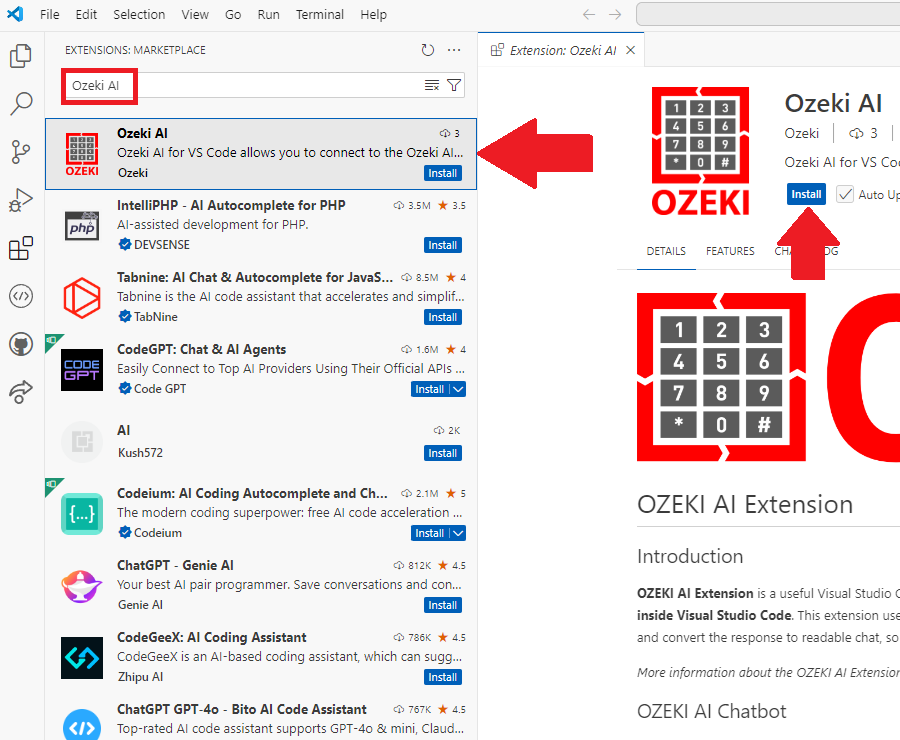 File Edit Selection View Go Run Terminal Help
EXTENSIONS: MARKETPLACE
Ozeki AI
Ozeki AI 3
Ozeki AI for VS Code allows you to connect to the Ozeki AI...
Ozeki Install
IntelliPHP - AI Autocomplete for PHP 3.5M 3.5
AI-assisted development for PHP.
DEVSENSE Install
Tabnine: AI Chat & Autocomplete for JavaS... 8.5M 4
Tabnine is the AI code assistant that accelerates and simplif...
TabNine Install
CodeGPT: Chat & AI Agents 1.6M 4
Easily Connect to Top AI Providers Using Their Official APIs ...
Code GPT Install
AI 2K
Kush572 Install
Codeium: AI Coding Autocomplete and Ch... 2.1M 5
The modern coding superpower: free AI code acceleration ...
Codeium Install
ChatGPT - Genie AI 812K 4.5
Your best AI pair programmer. Save conversations and con...
Genie AI Install
CodeGeeX: AI Coding Assistant 786K 4.5
CodeGeeX is an AI-based coding assistant, which can sugg...
Zhipu AI Install
ChatGPT GPT-4o - Bito AI Code Assistant 767K 4.5
Top-rated AI code assistant supports GPT-4o & mini, Claud...
OZEKI
php
CODE
GPT
{...}
Extension: Ozeki AI
1 2 3
4 5 6
7 8 9
* 0 #
OZEKI
Ozeki AI
Ozeki 3
Ozeki AI for VS Co
Install Auto Up
DETAILS FEATURES CH OG
1 2 3
4 5 6
7 8 9
* 0 #
O
OZEKI AI Extension
Introduction
OZEKI AI Extension is a useful Visual Studio C
inside Visual Studio Code. This extension use
and convert the response to readable chat, so
More information about the OZEKI AI Extension
OZEKI AI Chatbot